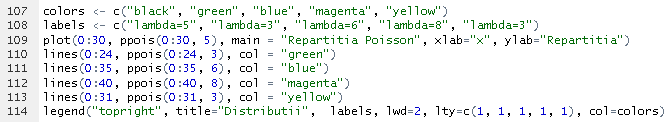 107 colors <- c("black", "green", "blue", "magenta", "yellow")
108 labels <- c("lambda=5", "lambda=3", "lambda=6", "lambda=8", "lambda=3")
109 plot(0:30, ppois(0:30, 5), main = "Repartitia Poisson", xlab="x", ylab="Repartitia")
110 lines(0:24, ppois(0:24, 3), col = "green")
111 lines(0:35, ppois(0:35, 6), col = "blue")
112 lines(0:40, ppois(0:40, 8), col = "magenta")
113 lines(0:31, ppois(0:31, 3), col = "yellow")
114 legend("topright", title="Distributii",  labels, lwd=2, lty=c(1, 1, 1, 1, 1), col=colors)